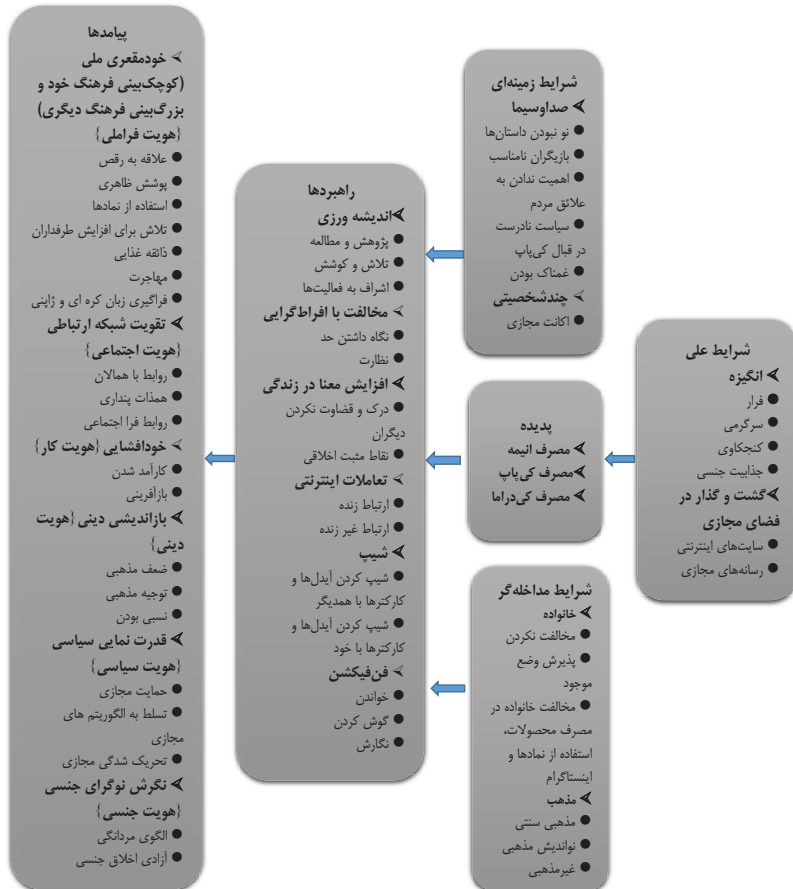 شرایط علی
➢ انگیزه
● فرار
● سرگرمی
● کنجکاوی
● جذابیت جنسی
➢گشت و گذار در
فضای مجازی
● سایت‌های اینترنتی
● رسانه‌های مجازی
شرایط زمینه‌ای
➢ صداوسیما
● نو نبودن داستان‌ها
● بازیگران نامناسب
● اهمیت ندادن به
علائق مردم
● سیاست نادرست
در قبال کی‌پاپ
● غمناک بودن
➢ چندشخصیتی
● اکانت مجازی
پدیده
➢ مصرف انیمه
➢مصرف کی‌پاپ
➢ مصرف کی‌دراما
شرایط مداخله‌گر
➢ خانواده
● مخالفت نکردن
● پذیرش وضع
موجود
● مخالفت خانواده در
مصرف محصولات،
استفاده از نمادها و
اینستاگرام
➢ مذهب
● مذهبی سنتی
● نواندیش مذهبی
● غیرمذهبی
راهبردها
➢اندیشه ورزی
● پژوهش و مطالعه
● تلاش و کوشش
● اشراف به فعالیت‌ها
➢ مخالفت با افراط‌گرایی
● نگاه داشتن حد
● نظارت
➢ افزایش معنا در زندگی
● درک و قضاوت نکردن
دیگران
● نقاط مثبت اخلاقی
➢ تعاملات اینترنتی
● ارتباط زنده
● ارتباط غیر زنده
➢ شیپ
● شیپ کردن آیدل‌ها و
کارکترها با همدیگر
● شیپ کردن آیدل‌ها و
کارکترها با خود
➢ فن‌فیکشن
● خواندن
● گوش کردن
● نگارش
پیامدها
➢ خودمقعری ملی
(کوچک‌بینی فرهنگ خود و
بزرگ‌بینی فرهنگ دیگری)
{هویت فراملی}
● علاقه به رقص
● پوشش ظاهری
● استفاده از نمادها
● تلاش برای افزایش طرفداران
● ذائقه غذایی
● مهاجرت
● فراگیری زبان کره ای و ژاپنی
➢ تقویت شبکه ارتباطی
{هویت اجتماعی}
● روابط با همالان
● همذات پنداری
● روابط فرا اجتماعی
➢ خودافشایی {هویت کار}
● کارآمد شدن
● بازآفرینی
➢ بازاندیشی دینی {هویت
دینی}
● ضعف مذهبی
● توجیه مذهبی
● نسبی بودن
➢ قدرت نمایی سیاسی
{هویت سیاسی}
● حمایت مجازی
● تسلط به الگوریتم های
مجازی
● تحریک شدگی مجازی
➢ نگرش نوگرای جنسی
{هویت جنسی}
● الگوی مردانگی
● آزادی اخلاق جنسی